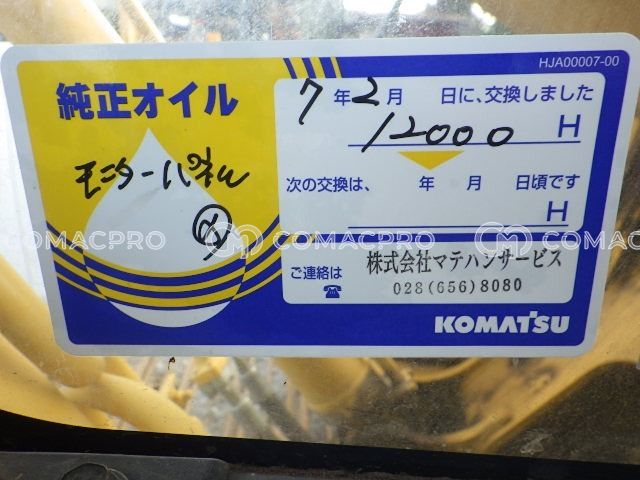 HJA00007-00
純正オイル
7年2月 日に、交換しました
12000 H
モニターパネル
次の交換は、 年 月 日頃です
H
COMACPRO COMACPRO COMACPRO
ご連絡は 株式会社マテハンサービス
☎ 028(656)8080
KOMATSU